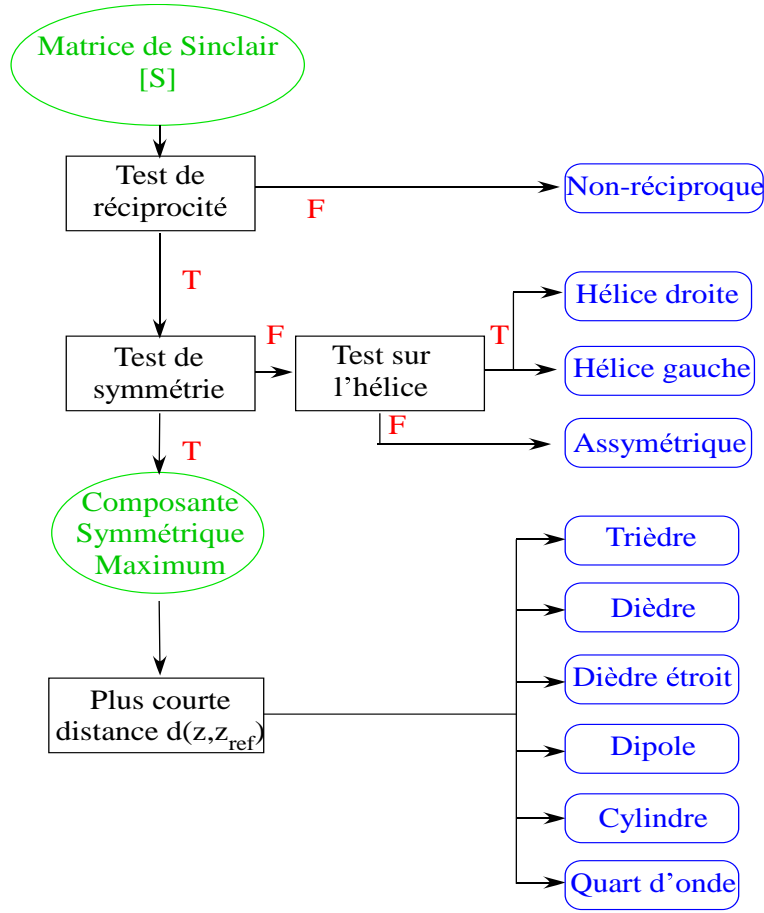 Matrice de Sinclair
[S]
Test de
réciprocité
F
Non-réciproque
T
Hélice droite
Test de
symmétrie
F
Test sur
l'hélice
T
Hélice gauche
F
Assymétrique
T
Composante
Symmétrique
Maximum
Trièdre
Dièdre
Plus courte
distance d(z,z_ref)
Dièdre étroit
Dipole
Cylindre
Quart d'onde